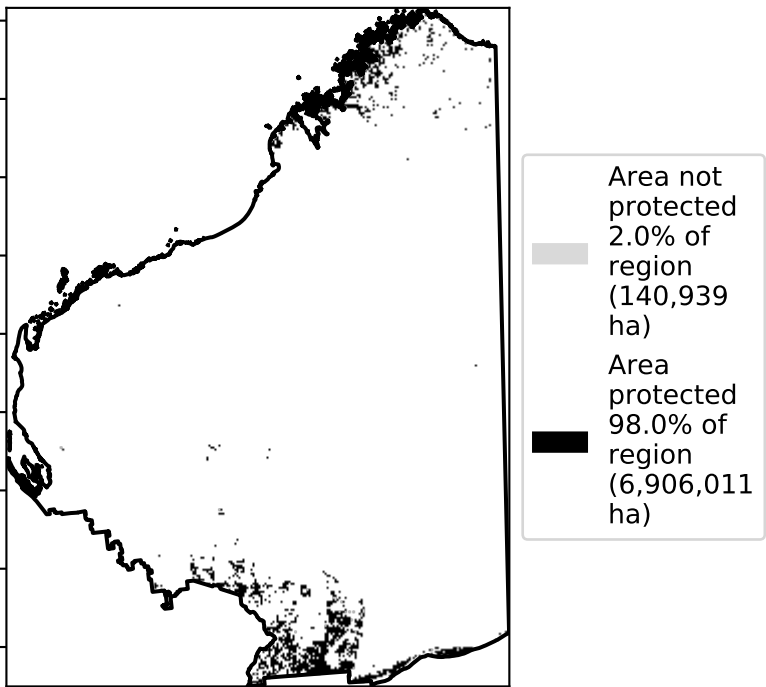 Area not
protected
2.0% of
region
(140,939
ha)
Area
protected
98.0% of
region
(6,906,011
ha)